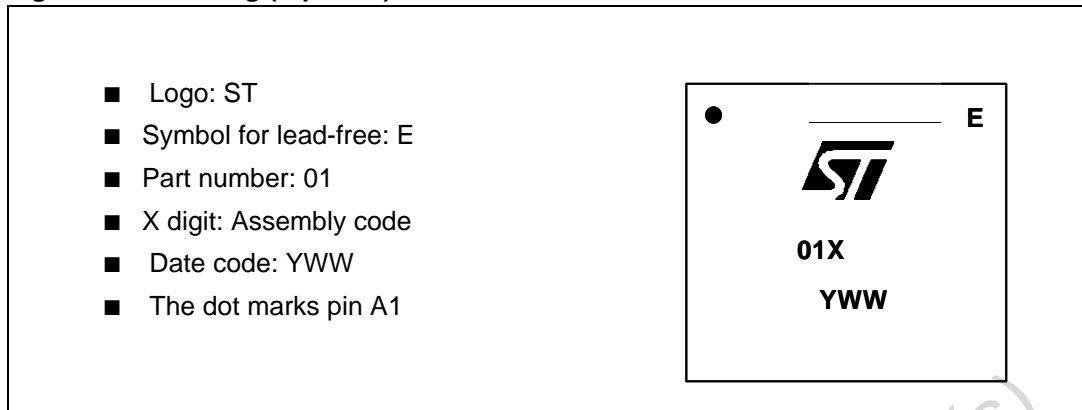 ■ Logo: ST
■ Symbol for lead-free: E
■ Part number: 01
■ X digit: Assembly code
■ Date code: YWW
■ The dot marks pin A1
E
ST
01X
YWW